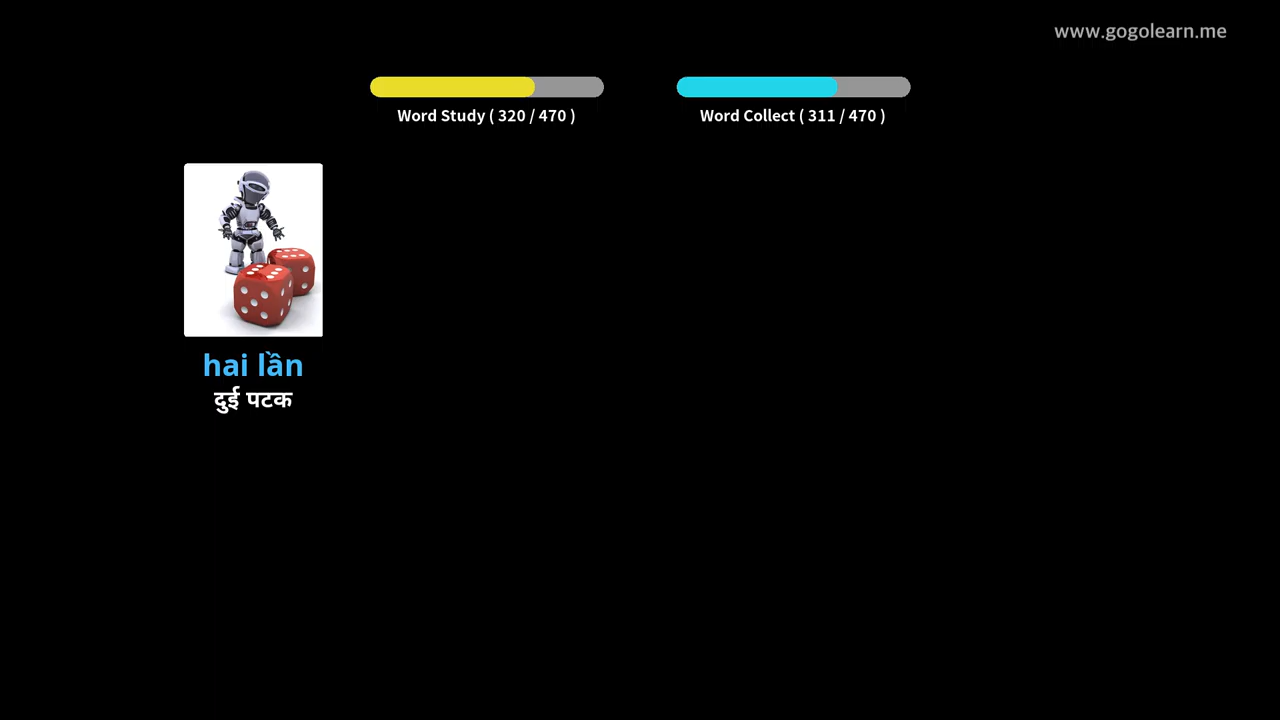 www.gogolearn.me
Word Study ( 320 / 470 )
Word Collect ( 311 / 470 )
hai lần
दुई पटक